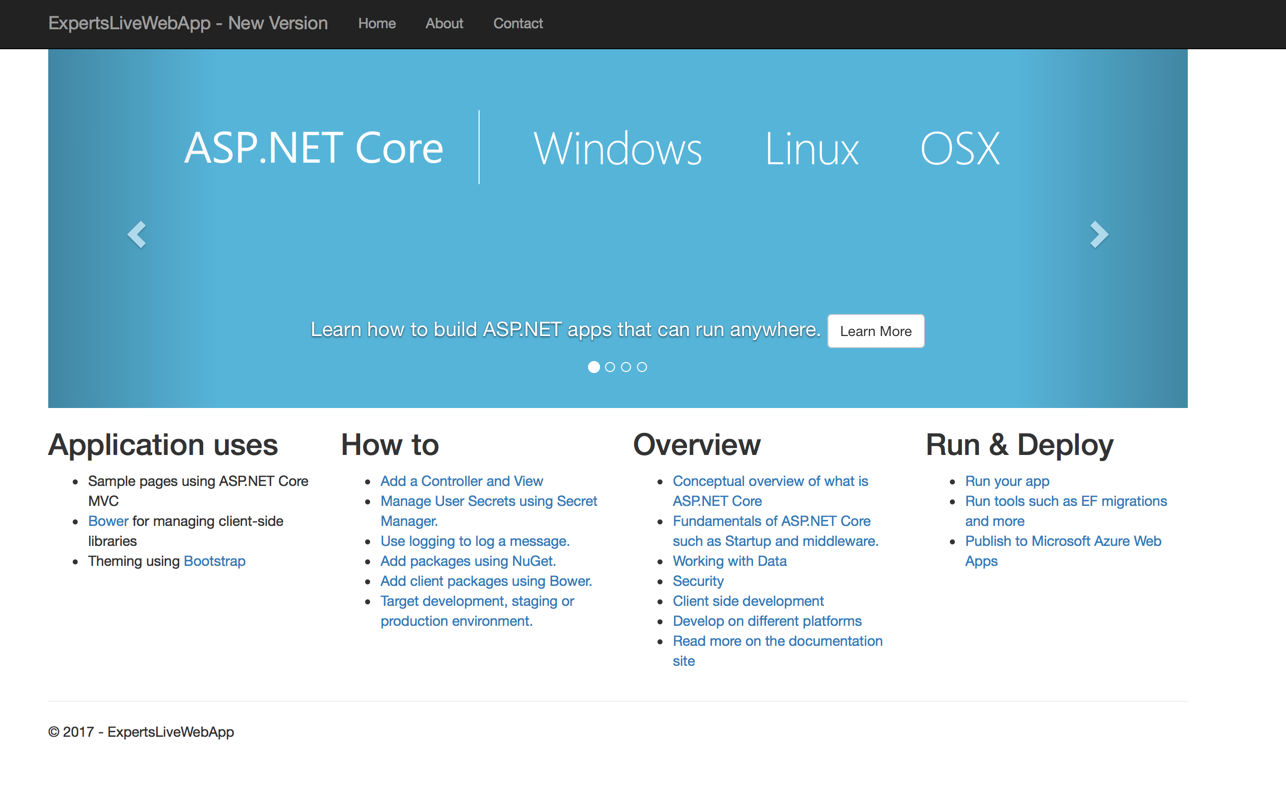 ExpertsLiveWebApp - New Version Home About Contact
ASP.NET Core Windows Linux OSX
Learn how to build ASP.NET apps that can run anywhere. Learn More
Application uses
Sample pages using ASP.NET Core
MVC
Bower for managing client-side
libraries
Theming using Bootstrap
How to
Add a Controller and View
Manage User Secrets using Secret
Manager.
Use logging to log a message.
Add packages using NuGet.
Add client packages using Bower.
Target development, staging or
production environment.
Overview
Conceptual overview of what is
ASP.NET Core
Fundamentals of ASP.NET Core
such as Startup and middleware.
Working with Data
Security
Client side development
Develop on different platforms
Read more on the documentation
site
Run & Deploy
Run your app
Run tools such as EF migrations
and more
Publish to Microsoft Azure Web
Apps
© 2017 - ExpertsLiveWebApp